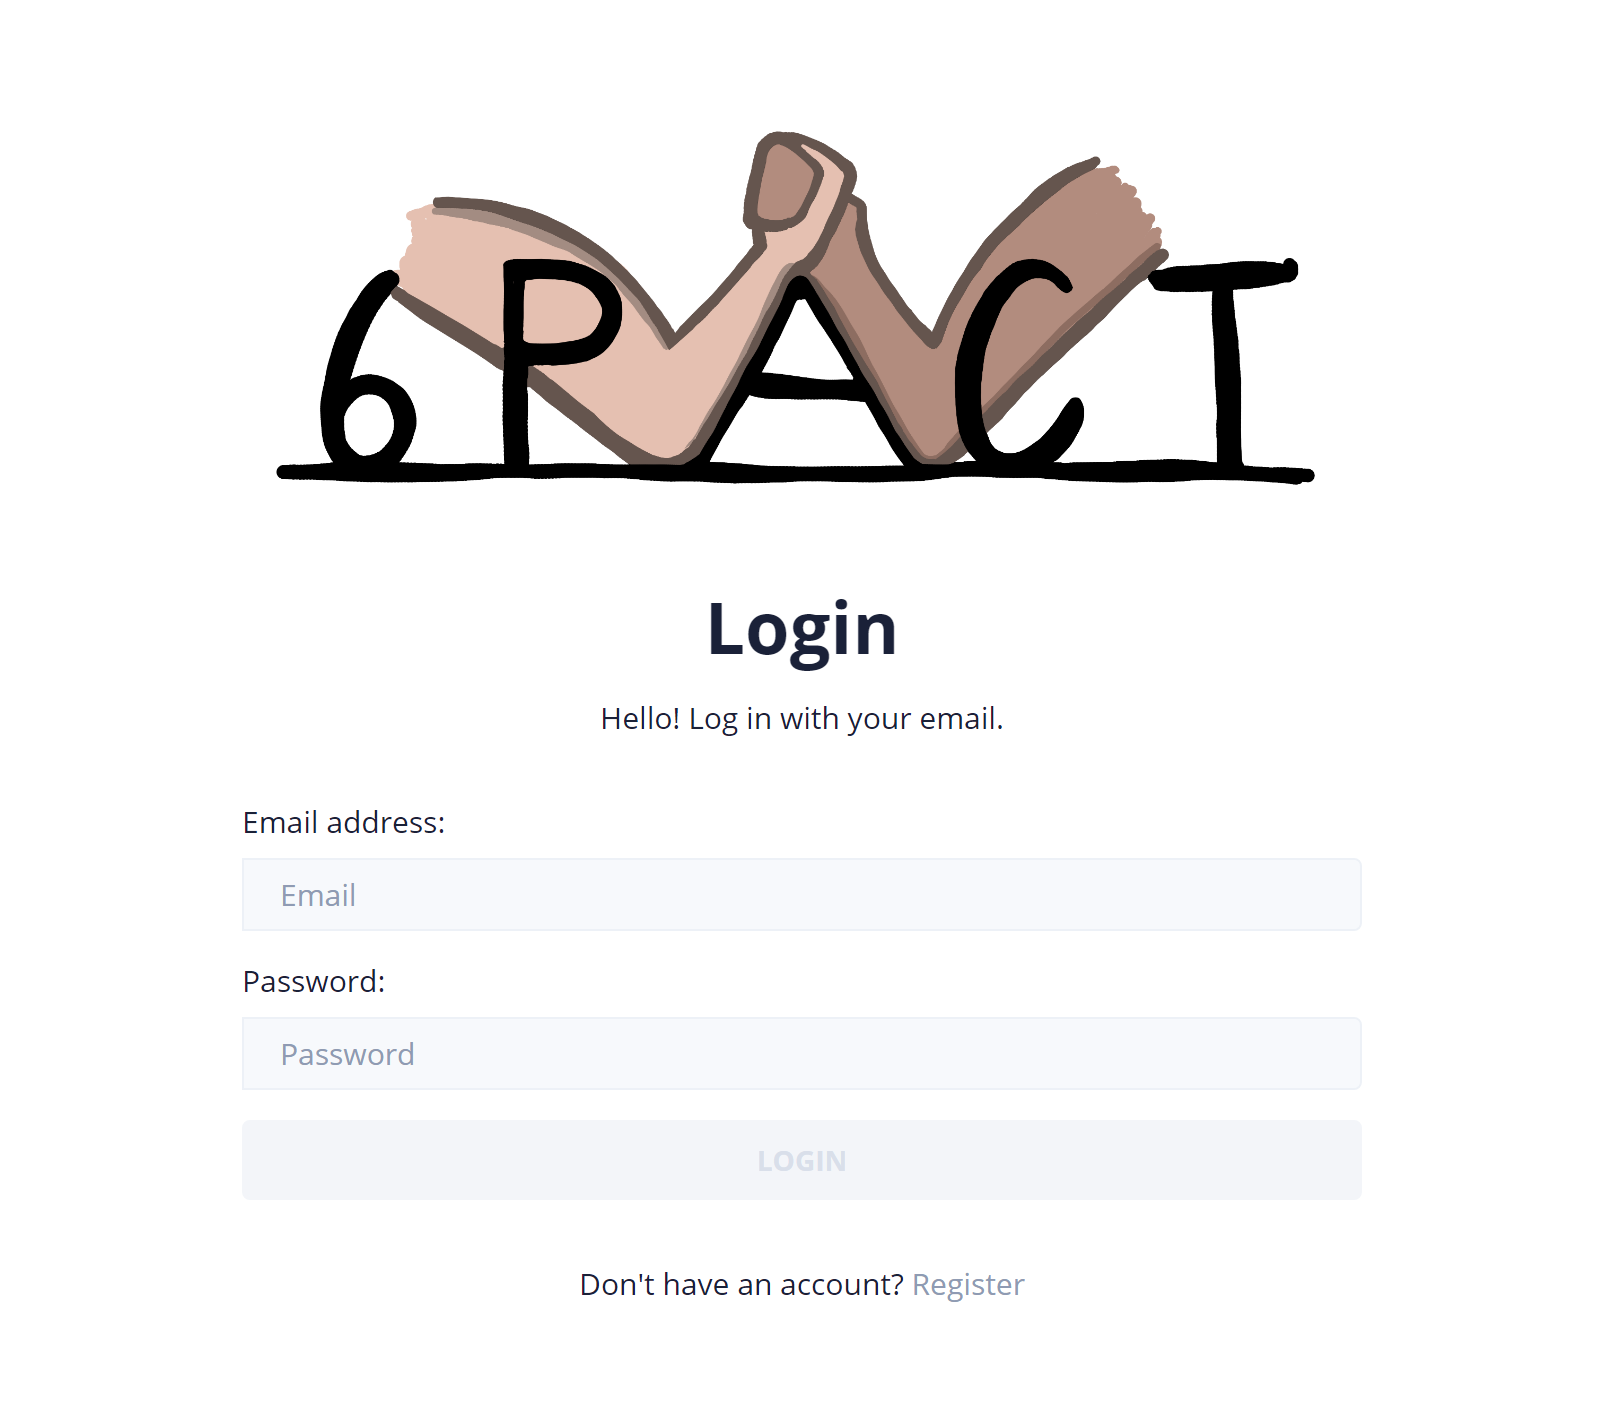 6PACT
Login
Hello! Log in with your email.
Email address:
Email
Password:
Password
LOGIN
Don't have an account? Register